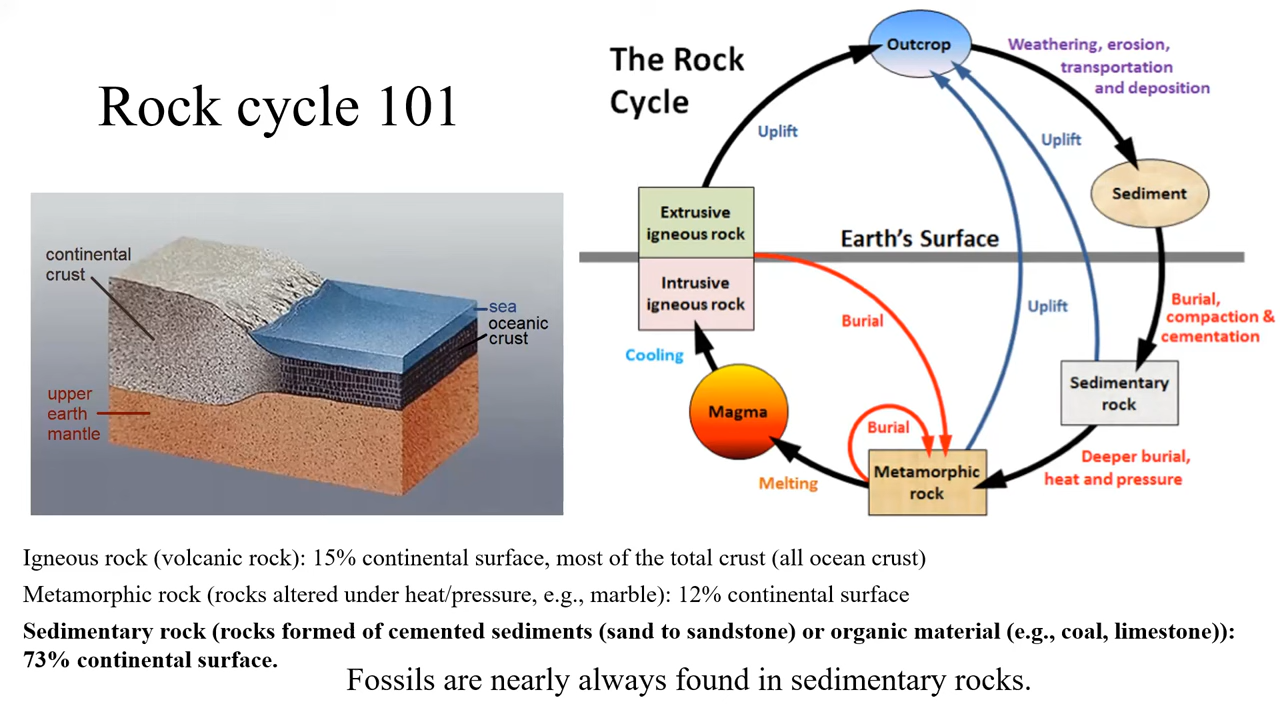 Rock cycle 101
continental
crust
sea
oceanic
crust
upper
earth
mantle
The Rock
Cycle
Outcrop
Weathering, erosion,
transportation
and deposition
Uplift
Uplift
Sediment
Extrusive
igneous rock
Earth's Surface
Intrusive
igneous rock
Burial
Uplift
Burial,
compaction &
cementation
Cooling
Sedimentary
rock
Magma
Burial
Deeper burial,
heat and pressure
Melting
Metamorphic
rock
Igneous rock (volcanic rock): 15% continental surface, most of the total crust (all ocean crust)
Metamorphic rock (rocks altered under heat/pressure, e.g., marble): 12% continental surface
Sedimentary rock (rocks formed of cemented sediments (sand to sandstone) or organic material (e.g., coal, limestone)):
73% continental surface.
Fossils are nearly always found in sedimentary rocks.